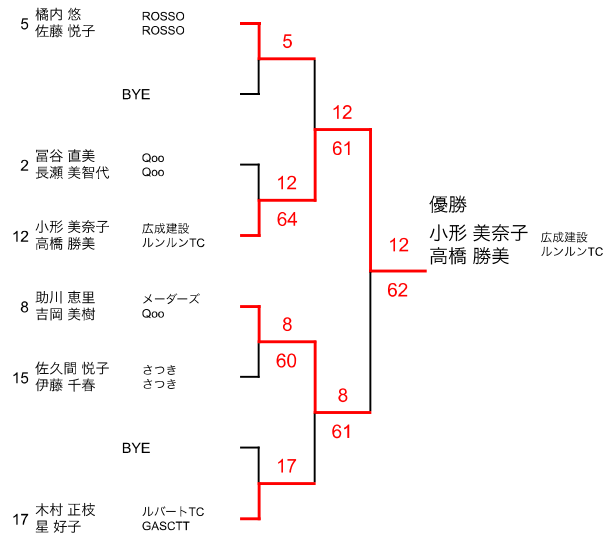 5 橘内 悠 ROSSO
佐藤 悦子 ROSSO
5
BYE
12
61
2 冨谷 直美 Qoo
長瀬 美智代 Qoo
12
64
12 小形 美奈子 広成建設
高橋 勝美 ルンルンTC
優勝
12 小形 美奈子 広成建設
高橋 勝美 ルンルンTC
62
8 助川 恵里 メーダーズ
吉岡 美樹 Qoo
8
60
15 佐久間 悦子 さつき
伊藤 千春 さつき
8
61
BYE
17
17 木村 正枝 ルバートTC
星 好子 GASCTT